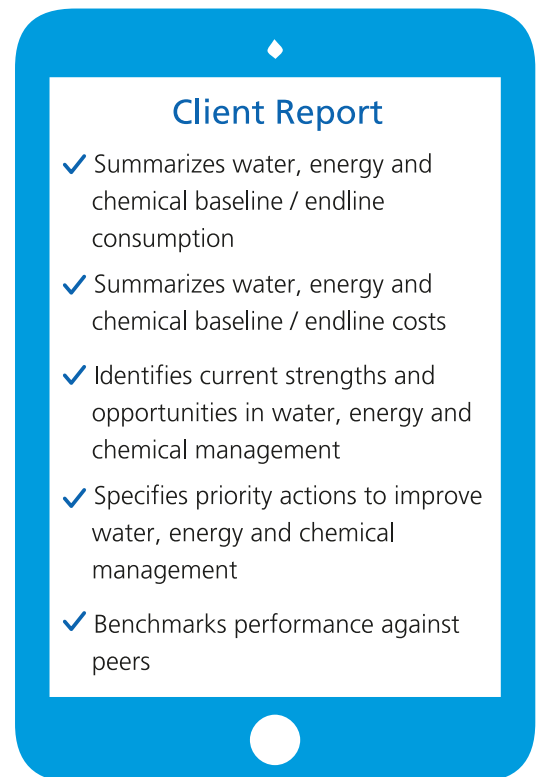 Client Report
Summarizes water, energy and
chemical baseline / endline
consumption
Summarizes water, energy and
chemical baseline / endline costs
Identifies current strengths and
opportunities in water, energy and
chemical management
Specifies priority actions to improve
water, energy and chemical
management
Benchmarks performance against
peers